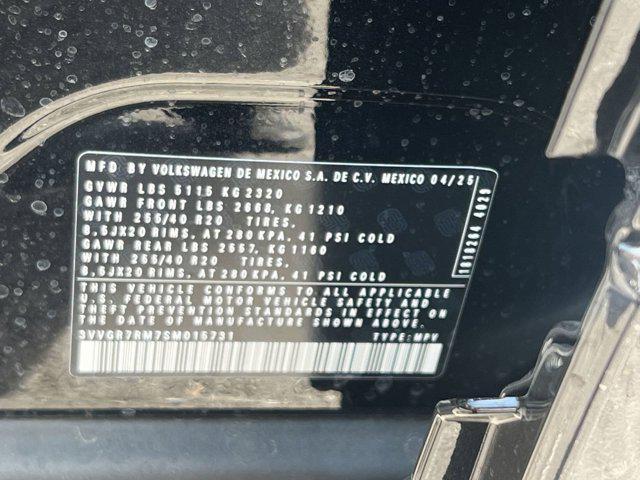 MFD BY VOLKSWAGEN DE MEXICO S.A. DE C.V. MEXICO 04/25
GVWR LBS 5115 KG 2320
GAWR FRONT LBS 2668, KG 1210
WITH 255/40 R20 TIRES,
8,5JX20 RIMS, AT 280 KPA, 41 PSI COLD
GAWR REAR LBS 2557, KG 1160
WITH 255/40 R20 TIRES,
8,5JX20 RIMS, AT 280 KPA, 41 PSI COLD
THIS VEHICLE CONFORMS TO ALL APPLICABLE
U.S. FEDERAL MOTOR VEHICLE SAFETY AND
THEFT PREVENTION STANDARDS IN EFFECT ON
THE DATE OF MANUFACTURE SHOWN ABOVE.
3VVGR7RM7SM015731 TYPE: MPV
1818264 4029